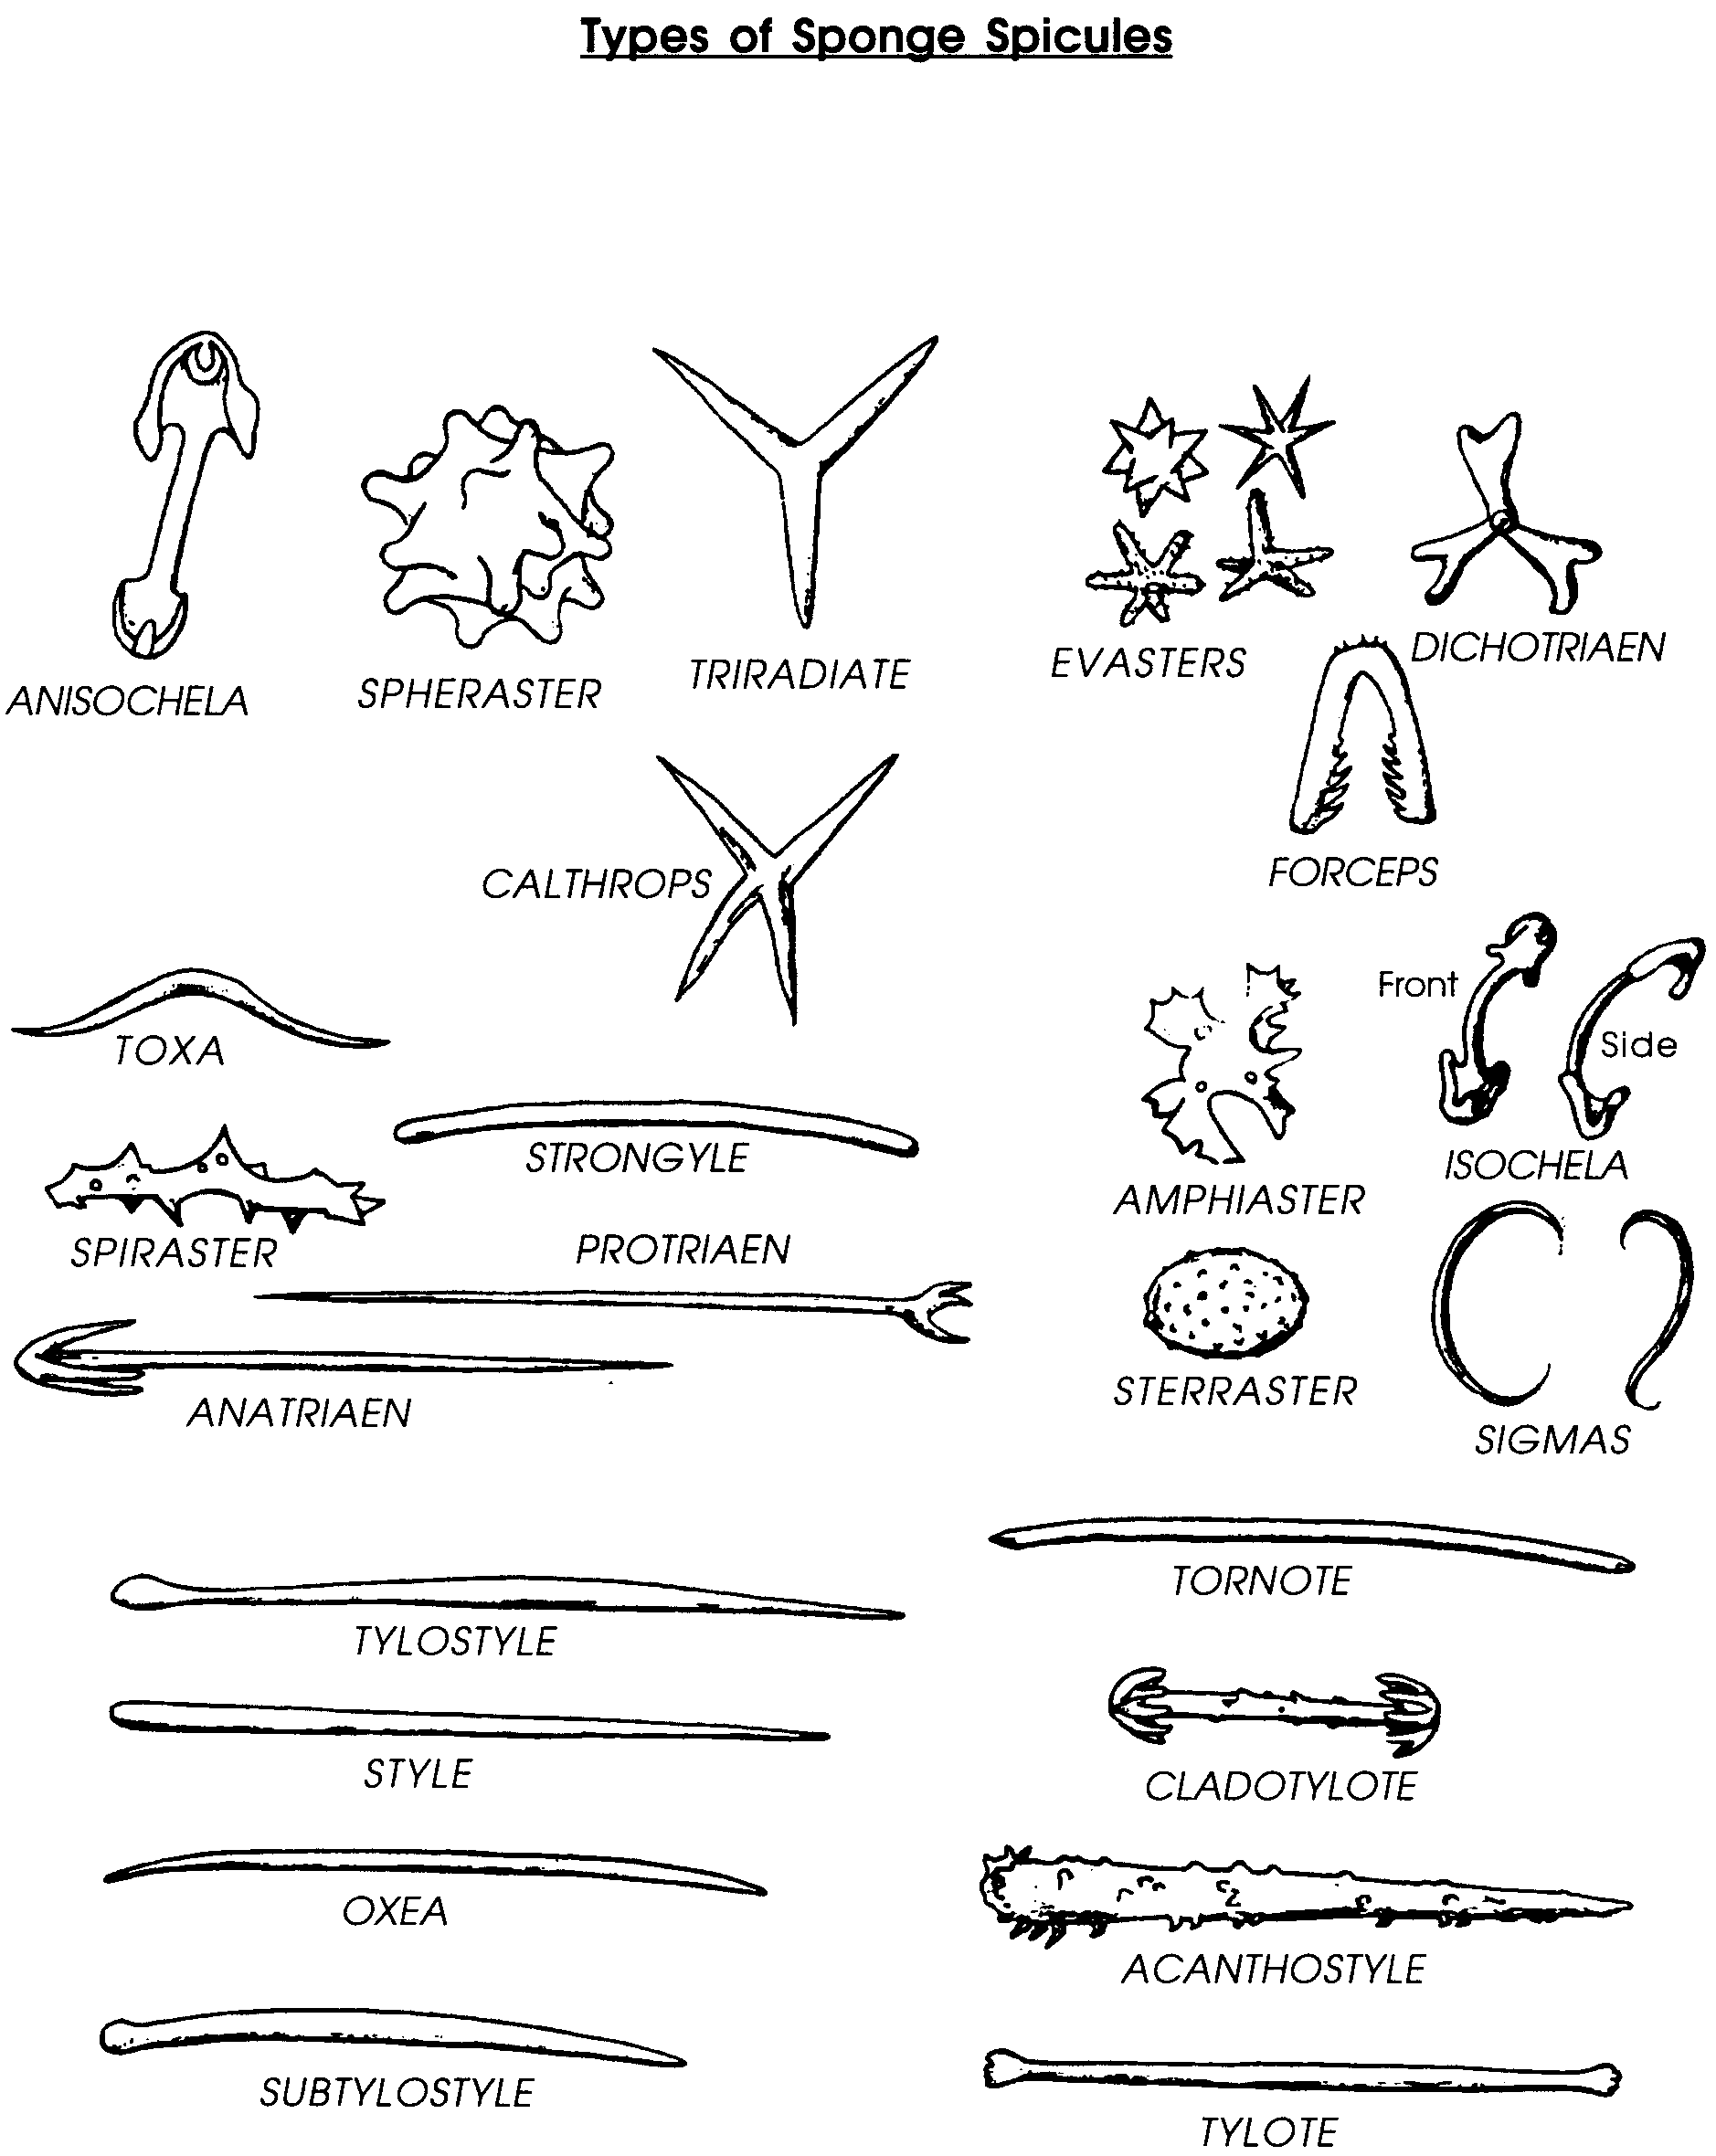 Types of Sponge Spicules
ANISOCHELA
SPHERASTER
TRIRADIATE
EVASTERS
DICHOTRIAEN
CALTHROPS
FORCEPS
TOXA
Front
Side
STRONGYLE
ISOCHELA
AMPHIASTER
SPIRASTER
PROTRIAEN
ANATRIAEN
STERRASTER
SIGMAS
TORNOTE
TYLOSTYLE
STYLE
CLADOTYLOTE
OXEA
ACANTHOSTYLE
SUBTYLOSTYLE
TYLOTE